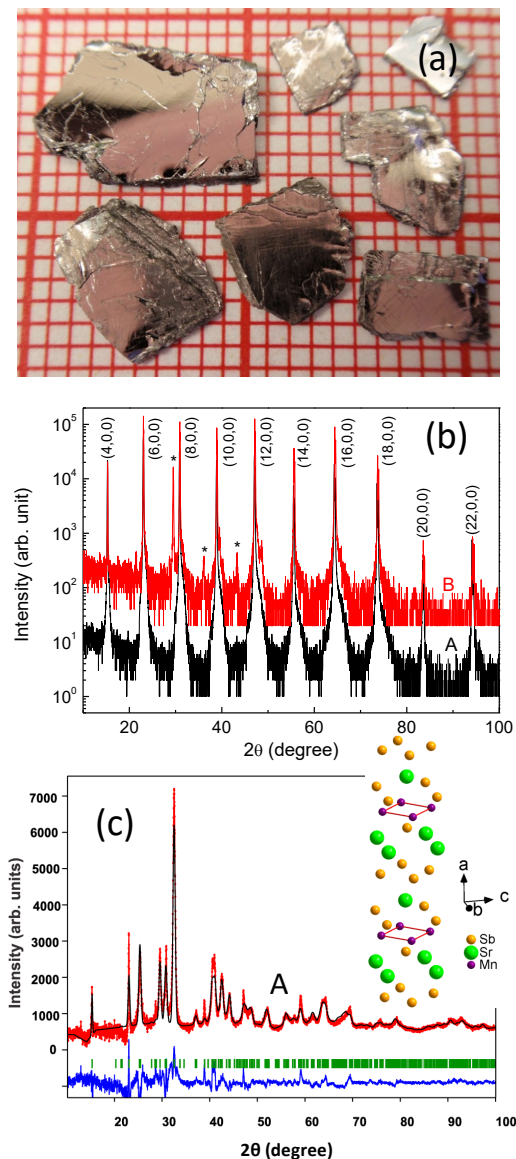 (a)
(b)
Intensity (arb. unit)
10^5
10^4
10^3
10^2
10^1
10^0
(4,0,0)
(6,0,0)
*
(8,0,0)
*
(10,0,0)
*
(12,0,0)
(14,0,0)
(16,0,0)
(18,0,0)
(20,0,0)
(22,0,0)
B
A
20 40 60 80 100
2θ (degree)
(c)
Intensity (arb. units)
7000
6000
5000
4000
3000
2000
1000
0
A
a
c
b
Sb
Sr
Mn
10 20 30 40 50 60 70 80 90 100
2θ (degree)